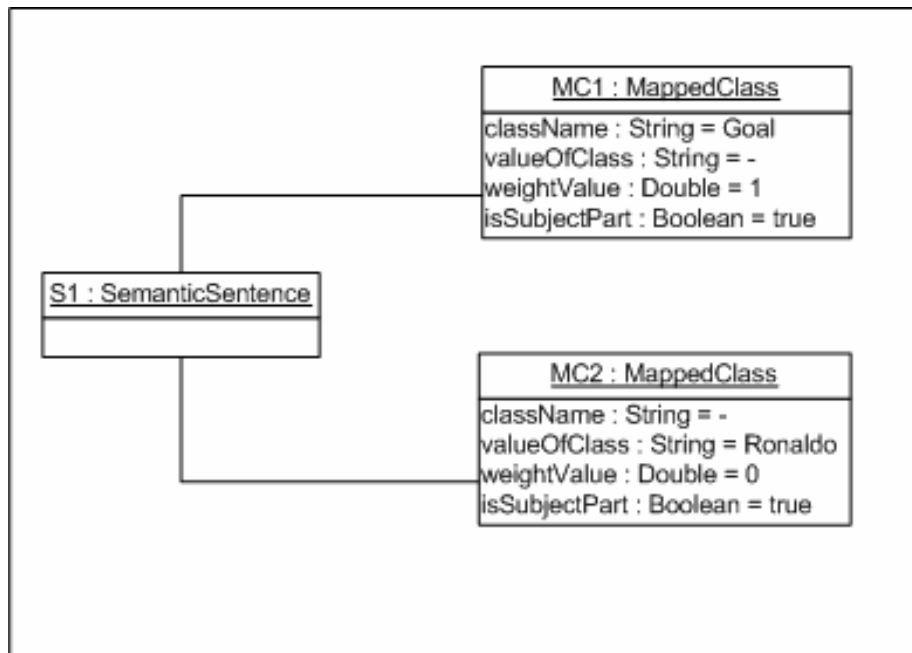 MC1 : MappedClass
className : String = Goal
valueOfClass : String = -
weightValue : Double = 1
isSubjectPart : Boolean = true
S1 : SemanticSentence
MC2 : MappedClass
className : String = -
valueOfClass : String = Ronaldo
weightValue : Double = 0
isSubjectPart : Boolean = true